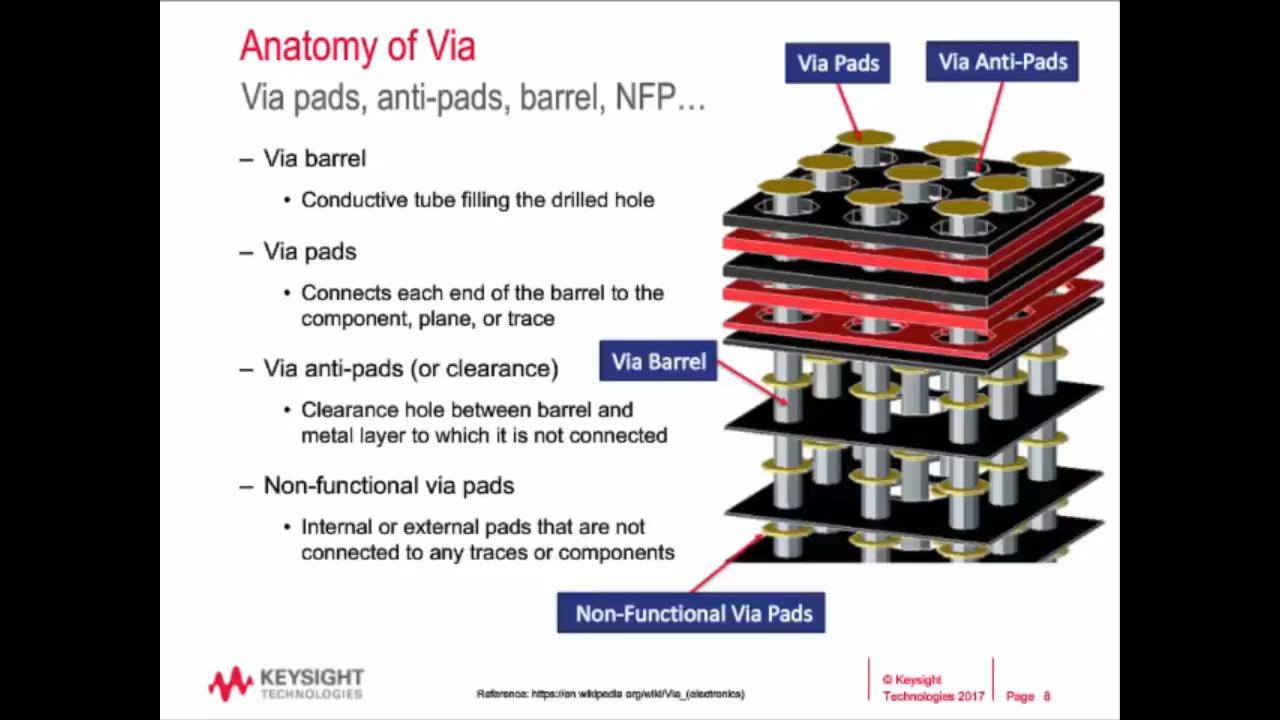 Anatomy of Via
Via pads, anti-pads, barrel, NFP...
– Via barrel
• Conductive tube filling the drilled hole
– Via pads
• Connects each end of the barrel to the
component, plane, or trace
– Via anti-pads (or clearance)
• Clearance hole between barrel and
metal layer to which it is not connected
– Non-functional via pads
• Internal or external pads that are not
connected to any traces or components
Via Pads
Via Anti-Pads
Via Barrel
Non-Functional Via Pads
KEYSIGHT
TECHNOLOGIES
Reference: https://en.wikipedia.org/wiki/Via_(electronics)
© Keysight
Technologies 2017
Page 8